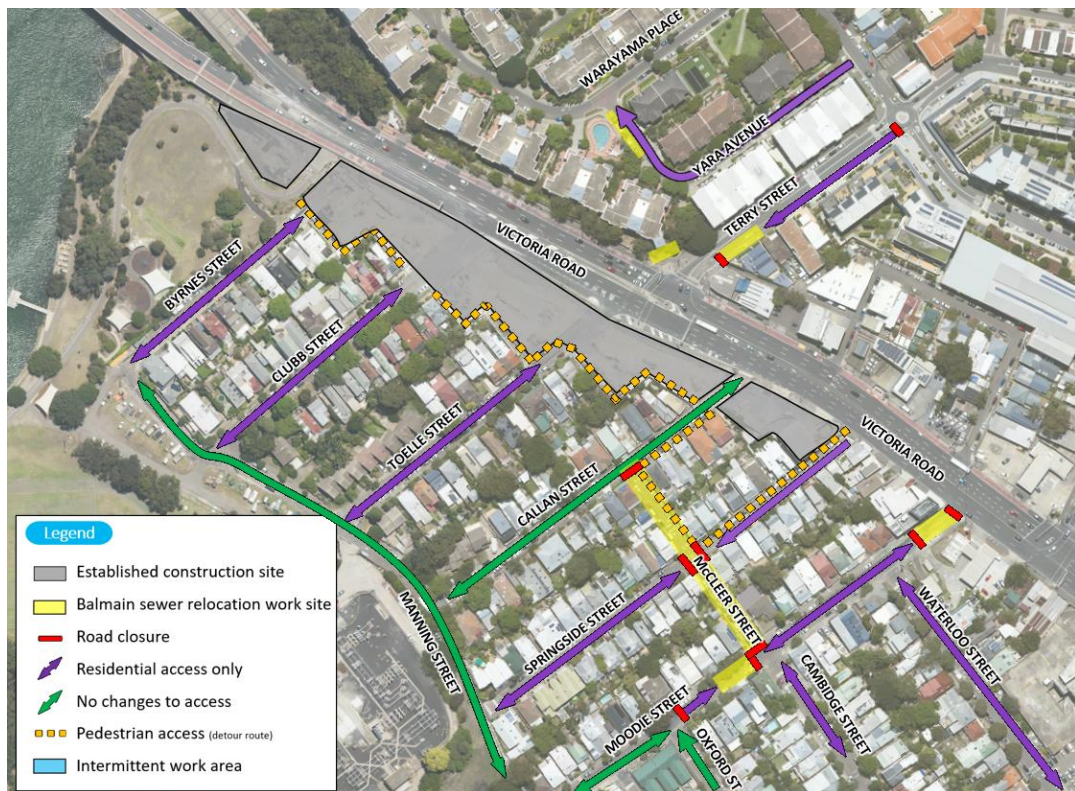 WARAYAMA PLACE
YARA AVENUE
TERRY STREET
VICTORIA ROAD
BYRNES STREET
CLUBB STREET
TOELLE STREET
CALLAN STREET
VICTORIA ROAD
McCLEER STREET
SPRINGSIDE STREET
MANNING STREET
WATERLOO STREET
CAMBIDGE STREET
MOODIE STREET
OXFORD ST
Legend
Established construction site
Balmain sewer relocation work site
Road closure
Residential access only
No changes to access
Pedestrian access (detour route)
Intermittent work area